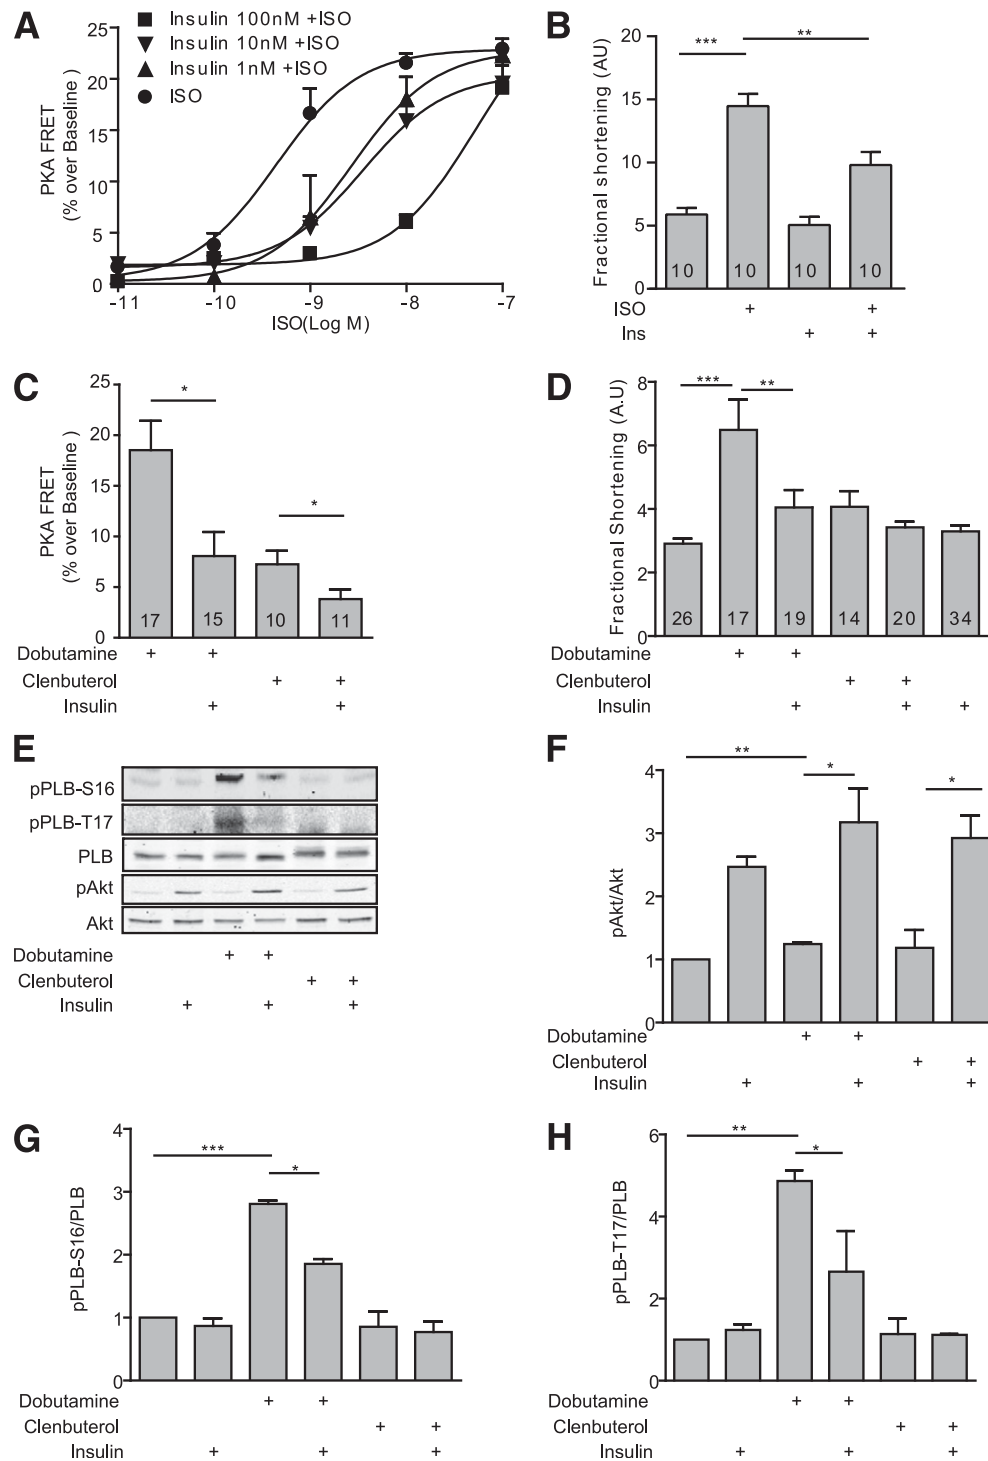 A
Insulin 100nM +ISO
Insulin 10nM +ISO
Insulin 1nM +ISO
ISO
PKA FRET
(% over Baseline )
25
20
15
10
5
0
-11
-10
-9
-8
-7
ISO(Log M)
B
Fractional shortening (AU)
20
15
10
5
0
***
**
10
10
10
10
ISO + +
Ins + +
C
PKA FRET
(% over Baseline )
25
20
15
10
5
0
*
*
17
15
10
11
Dobutamine + +
Clenbuterol + +
Insulin + +
D
Fractional Shortening (A.U)
8
6
4
2
0
***
**
26
17
19
14
20
34
Dobutamine + +
Clenbuterol + +
Insulin + + +
E
pPLB-S16
pPLB-T17
PLB
pAkt
Akt
Dobutamine + +
Clenbuterol + +
Insulin + + +
F
pAkt/Akt
4
3
2
1
0
**
*
*
Dobutamine + +
Clenbuterol + +
Insulin + + +
G
pPLB-S16/PLB
4
3
2
1
0
***
*
Dobutamine + +
Clenbuterol + +
Insulin + + +
H
pPLB-T17/PLB
6
4
2
0
**
*
Dobutamine + +
Clenbuterol + +
Insulin + + +